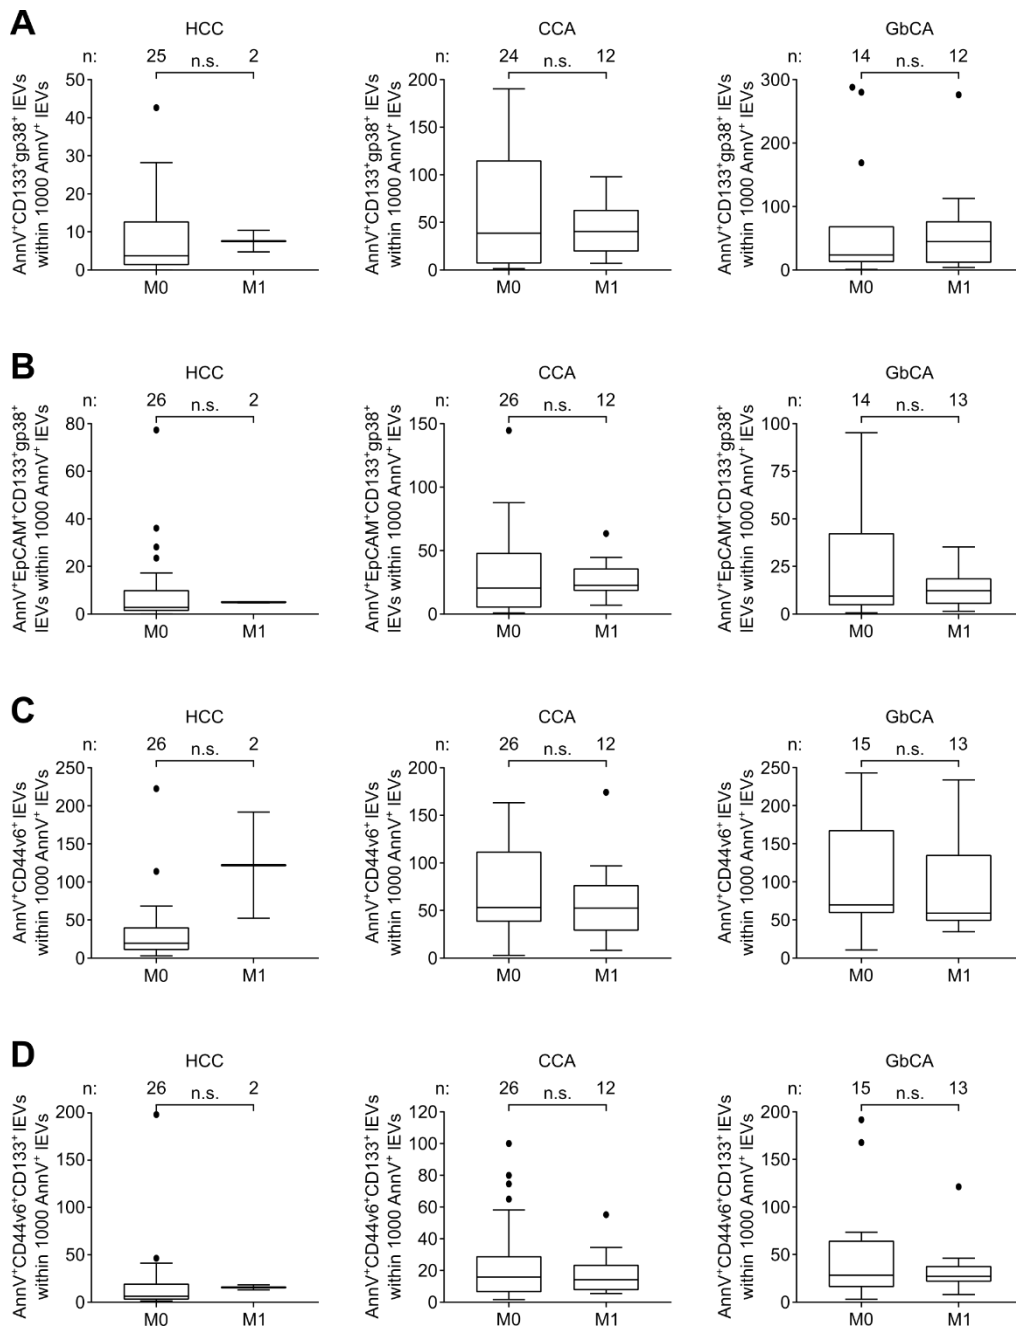 A
HCC
CCA
GbCA
n: 25 n.s. 2
n: 24 n.s. 12
n: 14 n.s. 12
AnnV⁺CD133⁺gp38⁺ lEVs
within 1000 AnnV⁺ lEVs
50
40
30
20
10
0
M0 M1
AnnV⁺CD133⁺gp38⁺ lEVs
within 1000 AnnV⁺ lEVs
200
150
100
50
0
M0 M1
AnnV⁺CD133⁺gp38⁺ lEVs
within 1000 AnnV⁺ lEVs
300
200
100
0
M0 M1
B
HCC
CCA
GbCA
n: 26 n.s. 2
n: 26 n.s. 12
n: 14 n.s. 13
AnnV⁺EpCAM⁺CD133⁺gp38⁺
lEVs within 1000 AnnV⁺ lEVs
80
60
40
20
0
M0 M1
AnnV⁺EpCAM⁺CD133⁺gp38⁺
lEVs within 1000 AnnV⁺ lEVs
150
100
50
0
M0 M1
AnnV⁺EpCAM⁺CD133⁺gp38⁺
lEVs within 1000 AnnV⁺ lEVs
100
75
50
25
0
M0 M1
C
HCC
CCA
GbCA
n: 26 n.s. 2
n: 26 n.s. 12
n: 15 n.s. 13
AnnV⁺CD44v6⁺ lEVs
within 1000 AnnV⁺ lEVs
250
200
150
100
50
0
M0 M1
AnnV⁺CD44v6⁺ lEVs
within 1000 AnnV⁺ lEVs
200
150
100
50
0
M0 M1
AnnV⁺CD44v6⁺ lEVs
within 1000 AnnV⁺ lEVs
250
200
150
100
50
0
M0 M1
D
HCC
CCA
GbCA
n: 26 n.s. 2
n: 26 n.s. 12
n: 15 n.s. 13
AnnV⁺CD44v6⁺CD133⁺ lEVs
within 1000 AnnV⁺ lEVs
200
150
100
50
0
M0 M1
AnnV⁺CD44v6⁺CD133⁺ lEVs
within 1000 AnnV⁺ lEVs
120
100
80
60
40
20
0
M0 M1
AnnV⁺CD44v6⁺CD133⁺ lEVs
within 1000 AnnV⁺ lEVs
200
150
100
50
0
M0 M1